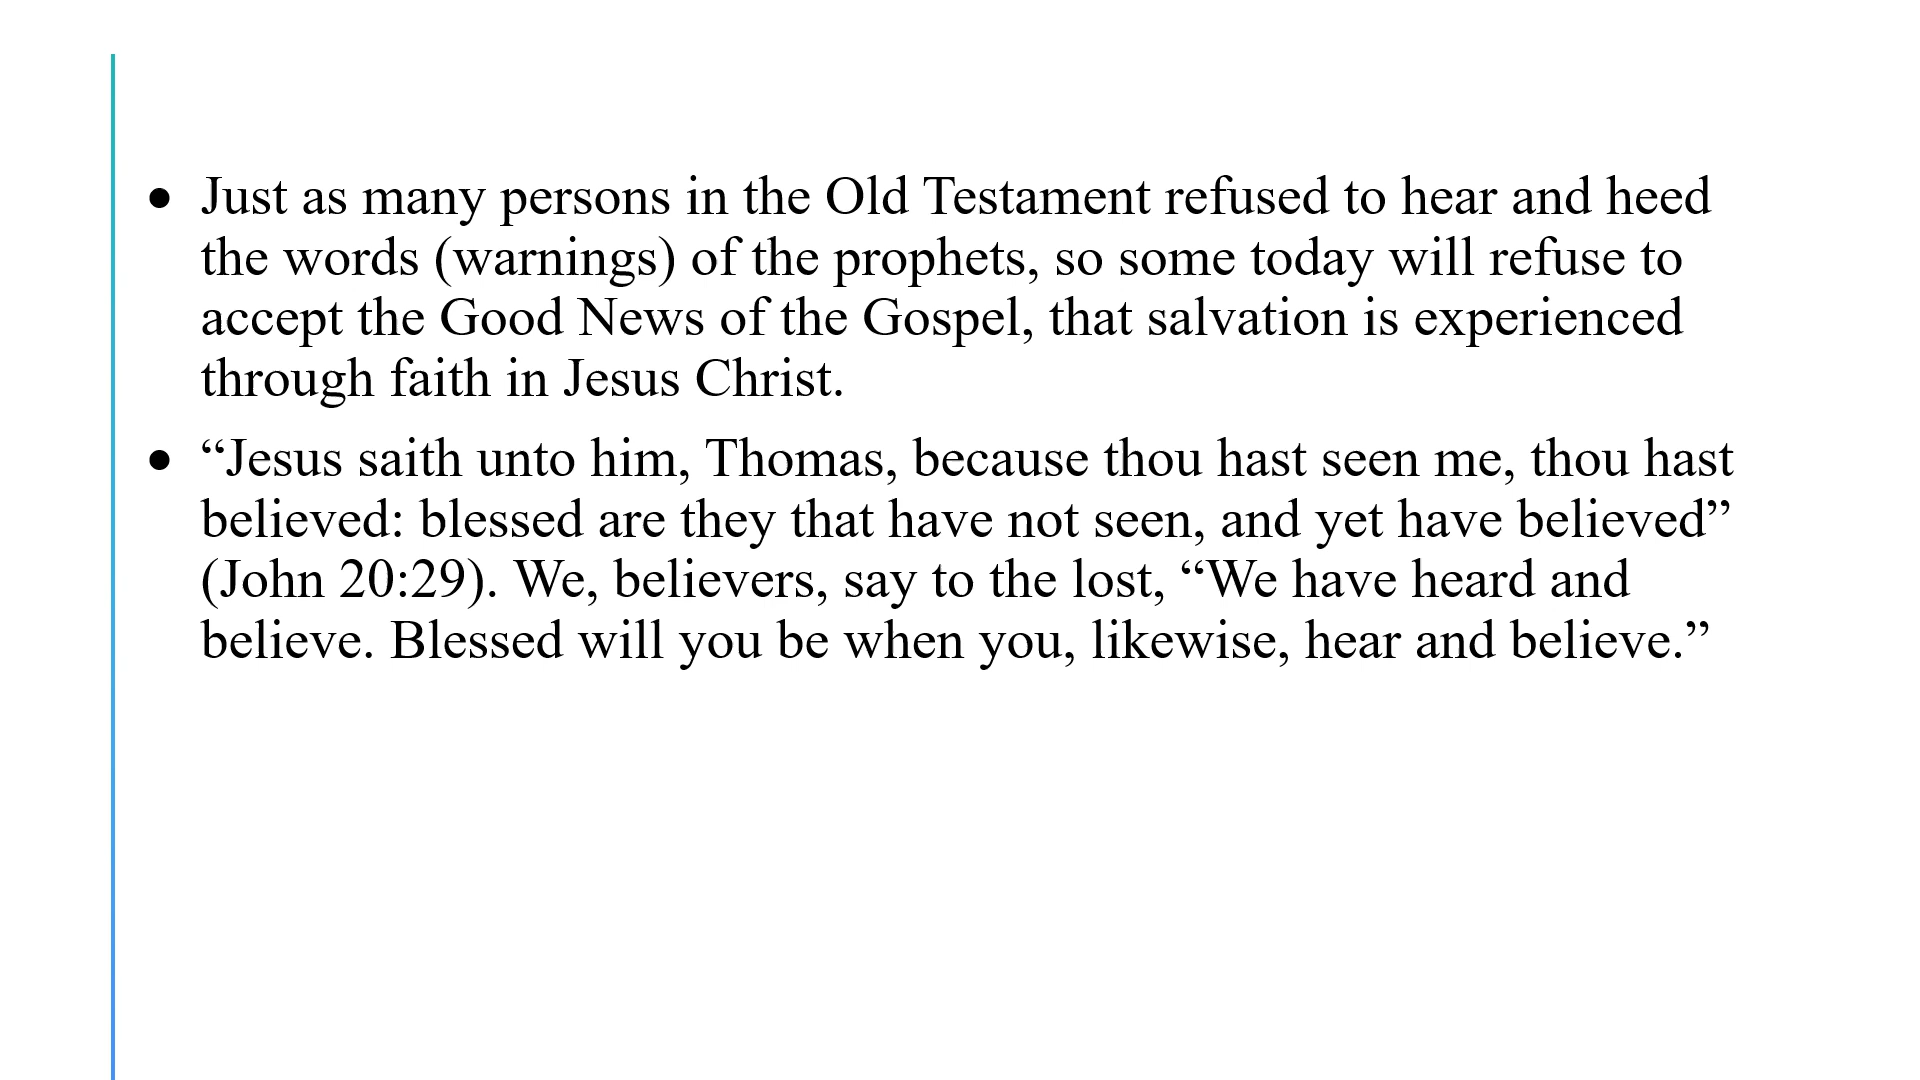 • Just as many persons in the Old Testament refused to hear and heed
the words (warnings) of the prophets, so some today will refuse to
accept the Good News of the Gospel, that salvation is experienced
through faith in Jesus Christ.
• “Jesus saith unto him, Thomas, because thou hast seen me, thou hast
believed: blessed are they that have not seen, and yet have believed”
(John 20:29). We, believers, say to the lost, “We have heard and
believe. Blessed will you be when you, likewise, hear and believe.”